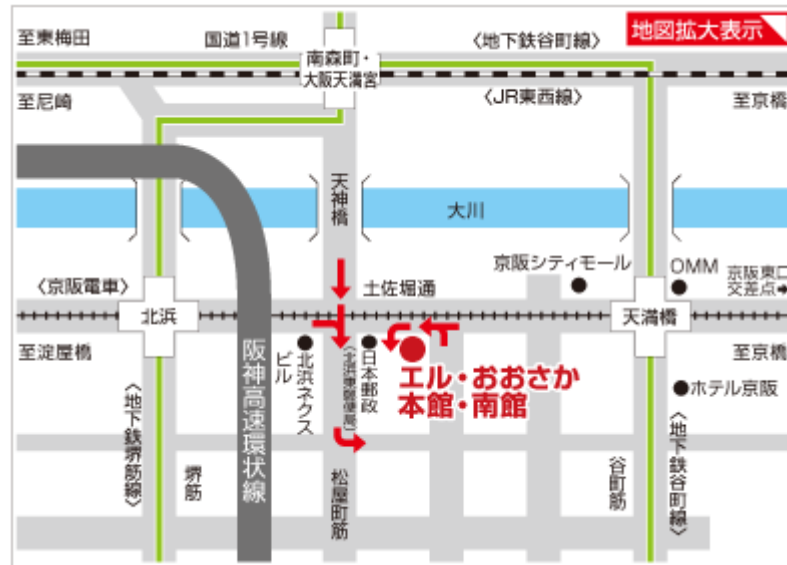 至東梅田
国道1号線
〈地下鉄谷町線〉
地図拡大表示
南森町・
大阪天満宮
至尼崎
〈JR東西線〉
至京橋
天神橋
大川
京阪シティモール
OMM
京阪東口
交差点➡
〈京阪電車〉
土佐堀通
北浜
天満橋
至淀屋橋
阪神高速環状線
北浜ネクス
ビル
〈北浜東郵便局〉
日本郵政
エル・おおさか
本館・南館
至京橋
ホテル京阪
〈地下鉄堺筋線〉
堺筋
松屋町筋
谷町筋
〈地下鉄谷町線〉